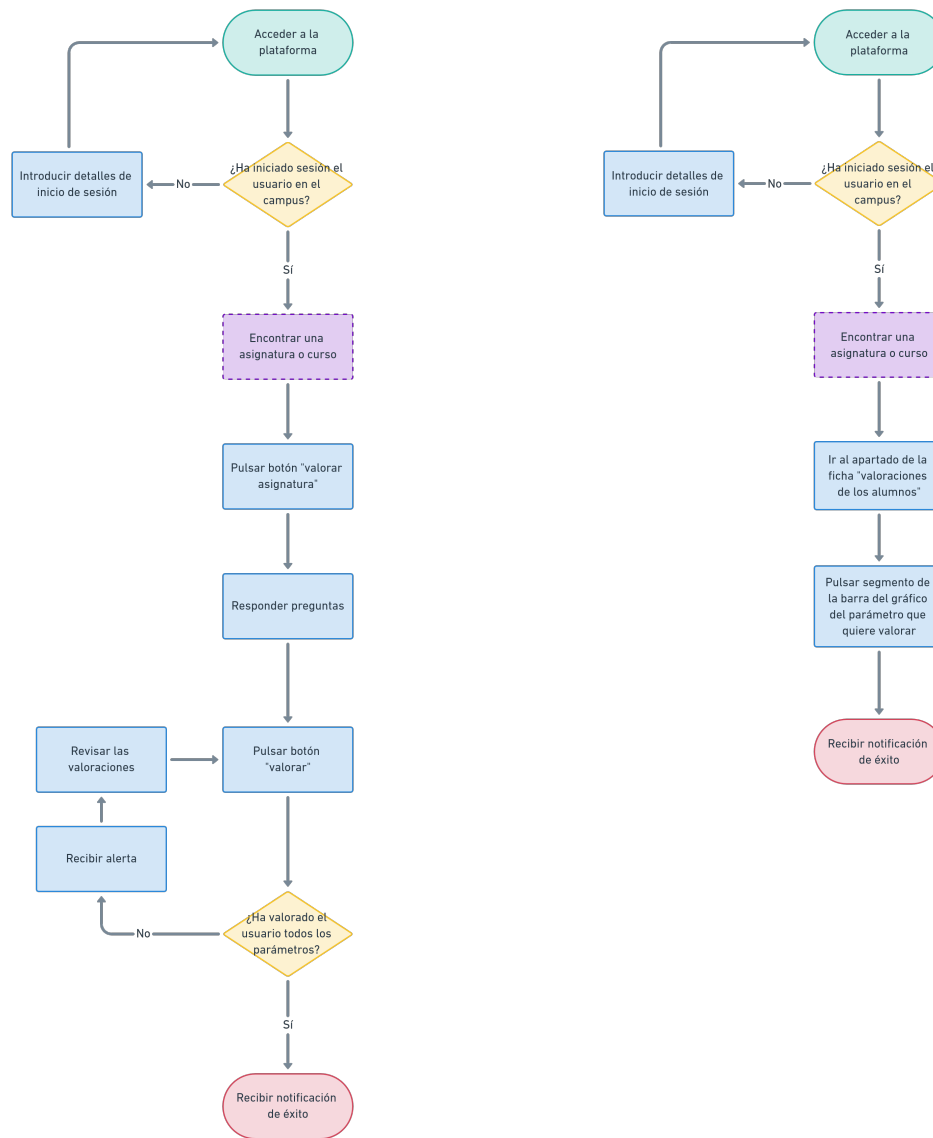 Acceder a la
plataforma
¿Ha iniciado sesión el
usuario en el
campus?
No
Introducir detalles de
inicio de sesión
Sí
Encontrar una
asignatura o curso
Pulsar botón "valorar
asignatura"
Responder preguntas
Pulsar botón
"valorar"
Revisar las
valoraciones
Recibir alerta
¿Ha valorado el
usuario todos los
parámetros?
No
Sí
Recibir notificación
de éxito
Acceder a la
plataforma
¿Ha iniciado sesión el
usuario en el
campus?
No
Introducir detalles de
inicio de sesión
Sí
Encontrar una
asignatura o curso
Ir al apartado de la
ficha "valoraciones
de los alumnos"
Pulsar segmento de
la barra del gráfico
del parámetro que
quiere valorar
Recibir notificación
de éxito